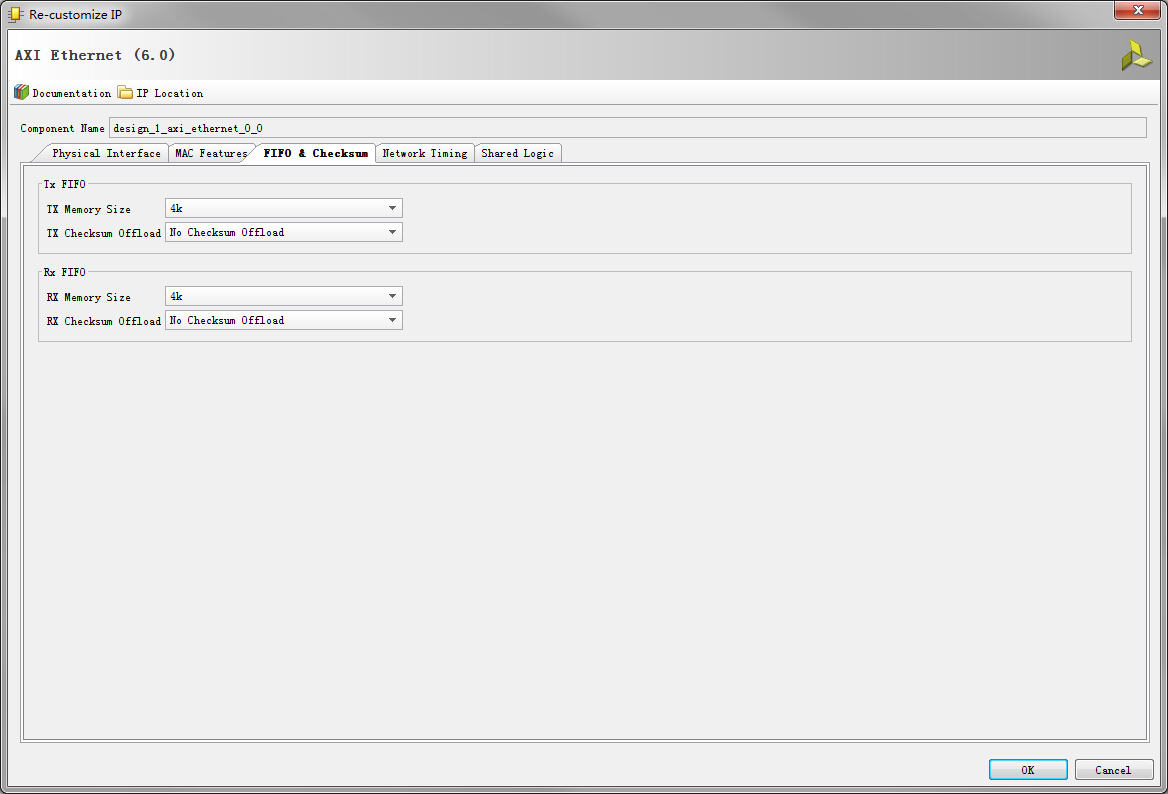 Re-customize IP
AXI Ethernet (6.0)
Documentation IP Location
Component Name design_1_axi_ethernet_0_0
Physical Interface MAC Features FIFO & Checksum Network Timing Shared Logic
Tx FIFO
TX Memory Size 4k
TX Checksum Offload No Checksum Offload
Rx FIFO
RX Memory Size 4k
RX Checksum Offload No Checksum Offload
OK Cancel